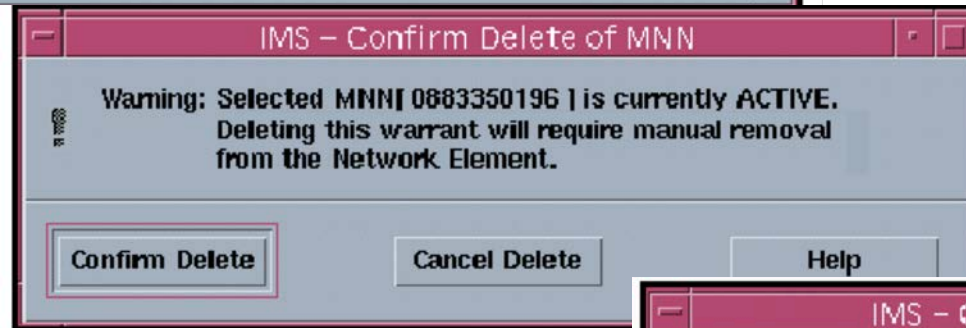 IMS – Confirm Delete of MNN
Warning: Selected MNN[ 0883350196 ] is currently ACTIVE.
Deleting this warrant will require manual removal
from the Network Element.
Confirm Delete Cancel Delete Help
IMS –